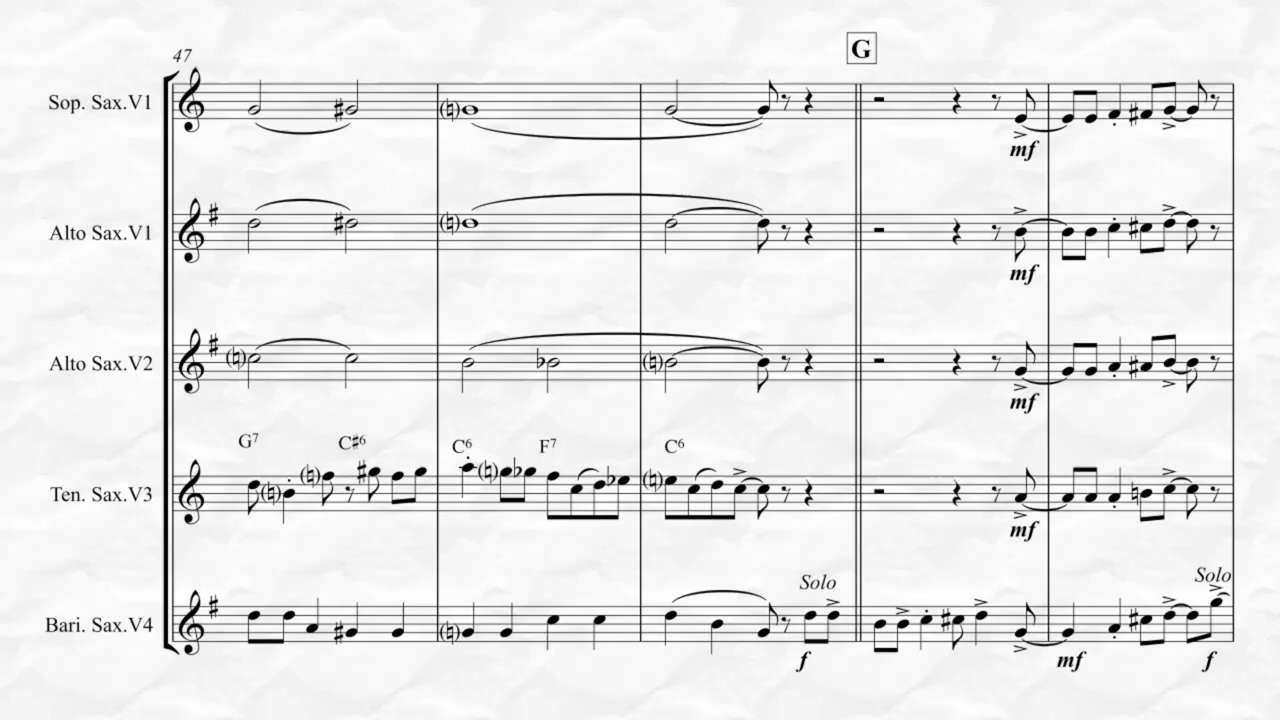 47
G
Sop. Sax.V1
mf
Alto Sax.V1
mf
Alto Sax.V2
mf
G7 C#6 C6 F7 C6
Ten. Sax.V3
mf
Solo Solo
Bari. Sax.V4
f mf f